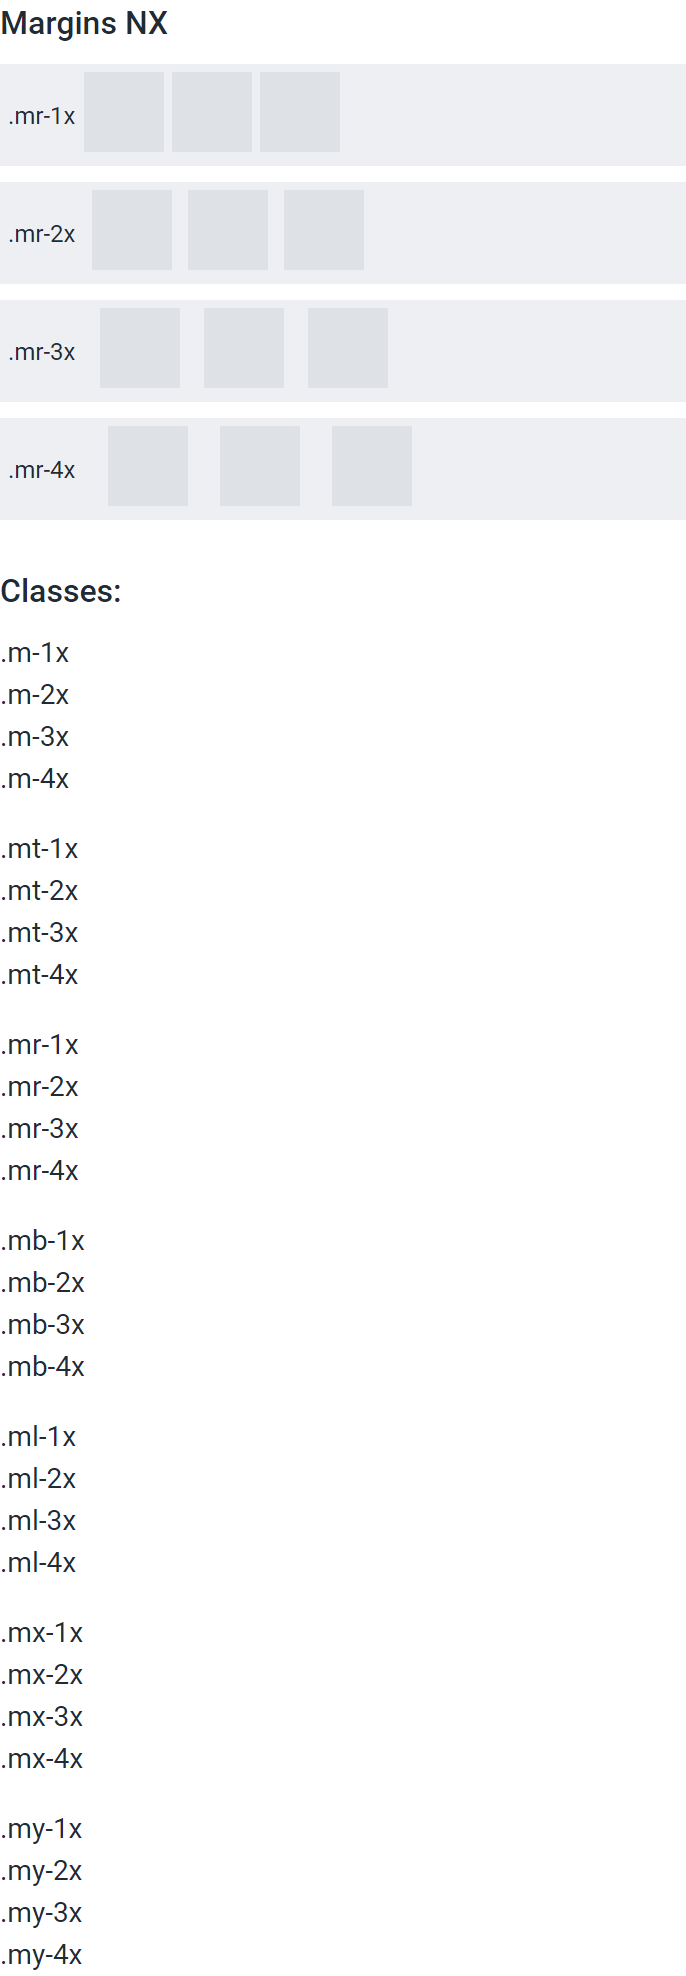 Margins NX
.mr-1x
.mr-2x
.mr-3x
.mr-4x
Classes:
.m-1x
.m-2x
.m-3x
.m-4x
.mt-1x
.mt-2x
.mt-3x
.mt-4x
.mr-1x
.mr-2x
.mr-3x
.mr-4x
.mb-1x
.mb-2x
.mb-3x
.mb-4x
.ml-1x
.ml-2x
.ml-3x
.ml-4x
.mx-1x
.mx-2x
.mx-3x
.mx-4x
.my-1x
.my-2x
.my-3x
.my-4x